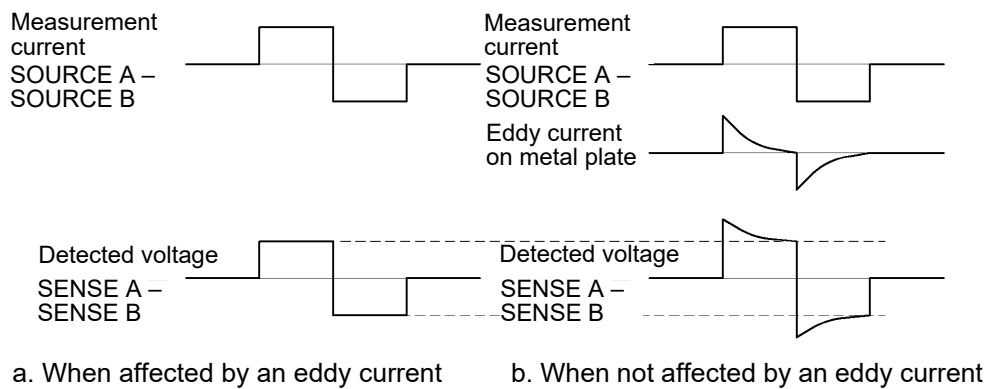 Measurement
current
SOURCE A –
SOURCE B
Measurement
current
SOURCE A –
SOURCE B
Eddy current
on metal plate
Detected voltage
SENSE A –
SENSE B
Detected voltage
SENSE A –
SENSE B
a. When affected by an eddy current
b. When not affected by an eddy current